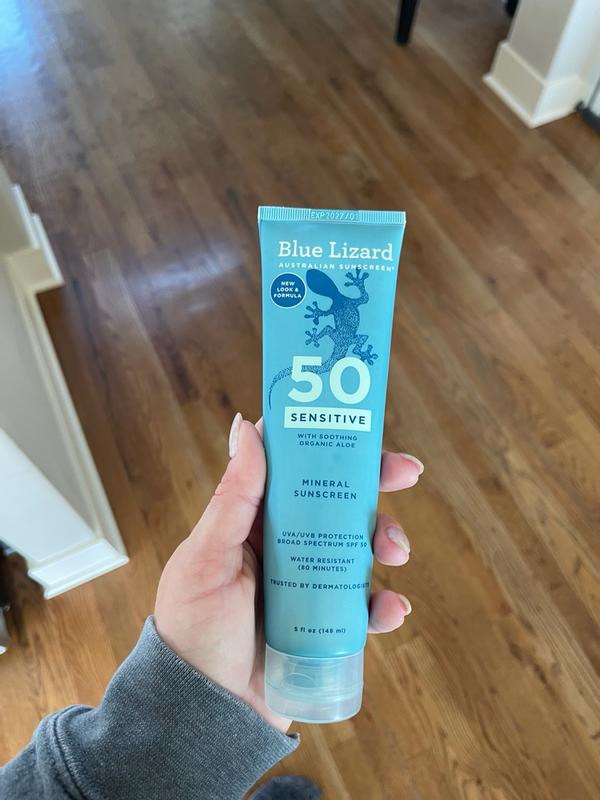 EXP2027/01
Blue Lizard
AUSTRALIAN SUNSCREEN®
NEW
LOOK &
FORMULA
50
SENSITIVE
WITH SOOTHING
ORGANIC ALOE
MINERAL
SUNSCREEN
UVA/UVB PROTECTION
BROAD SPECTRUM SPF 50
WATER RESISTANT
(80 MINUTES)
TRUSTED BY DERMATOLOGISTS
5 fl oz (148 ml)